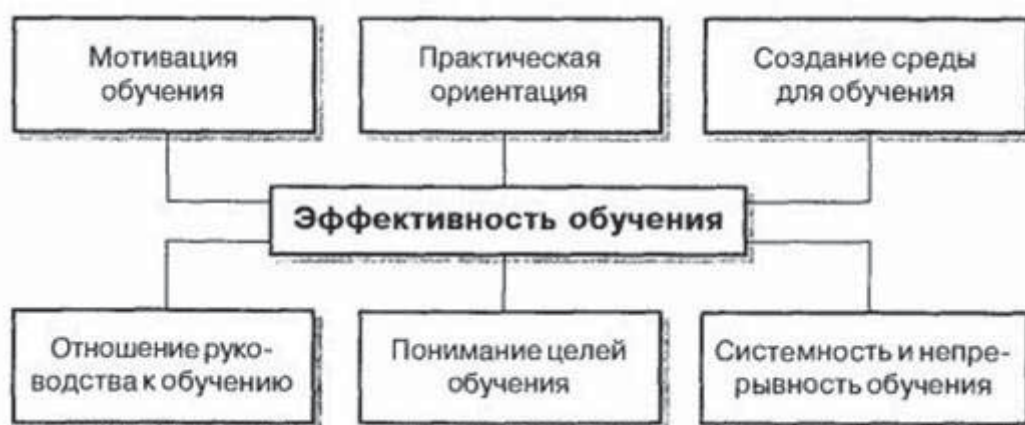 Мотивация
обучения
Практическая
ориентация
Создание среды
для обучения
Эффективность обучения
Отношение руко-
водства к обучению
Понимание целей
обучения
Системность и непре-
рывность обучения